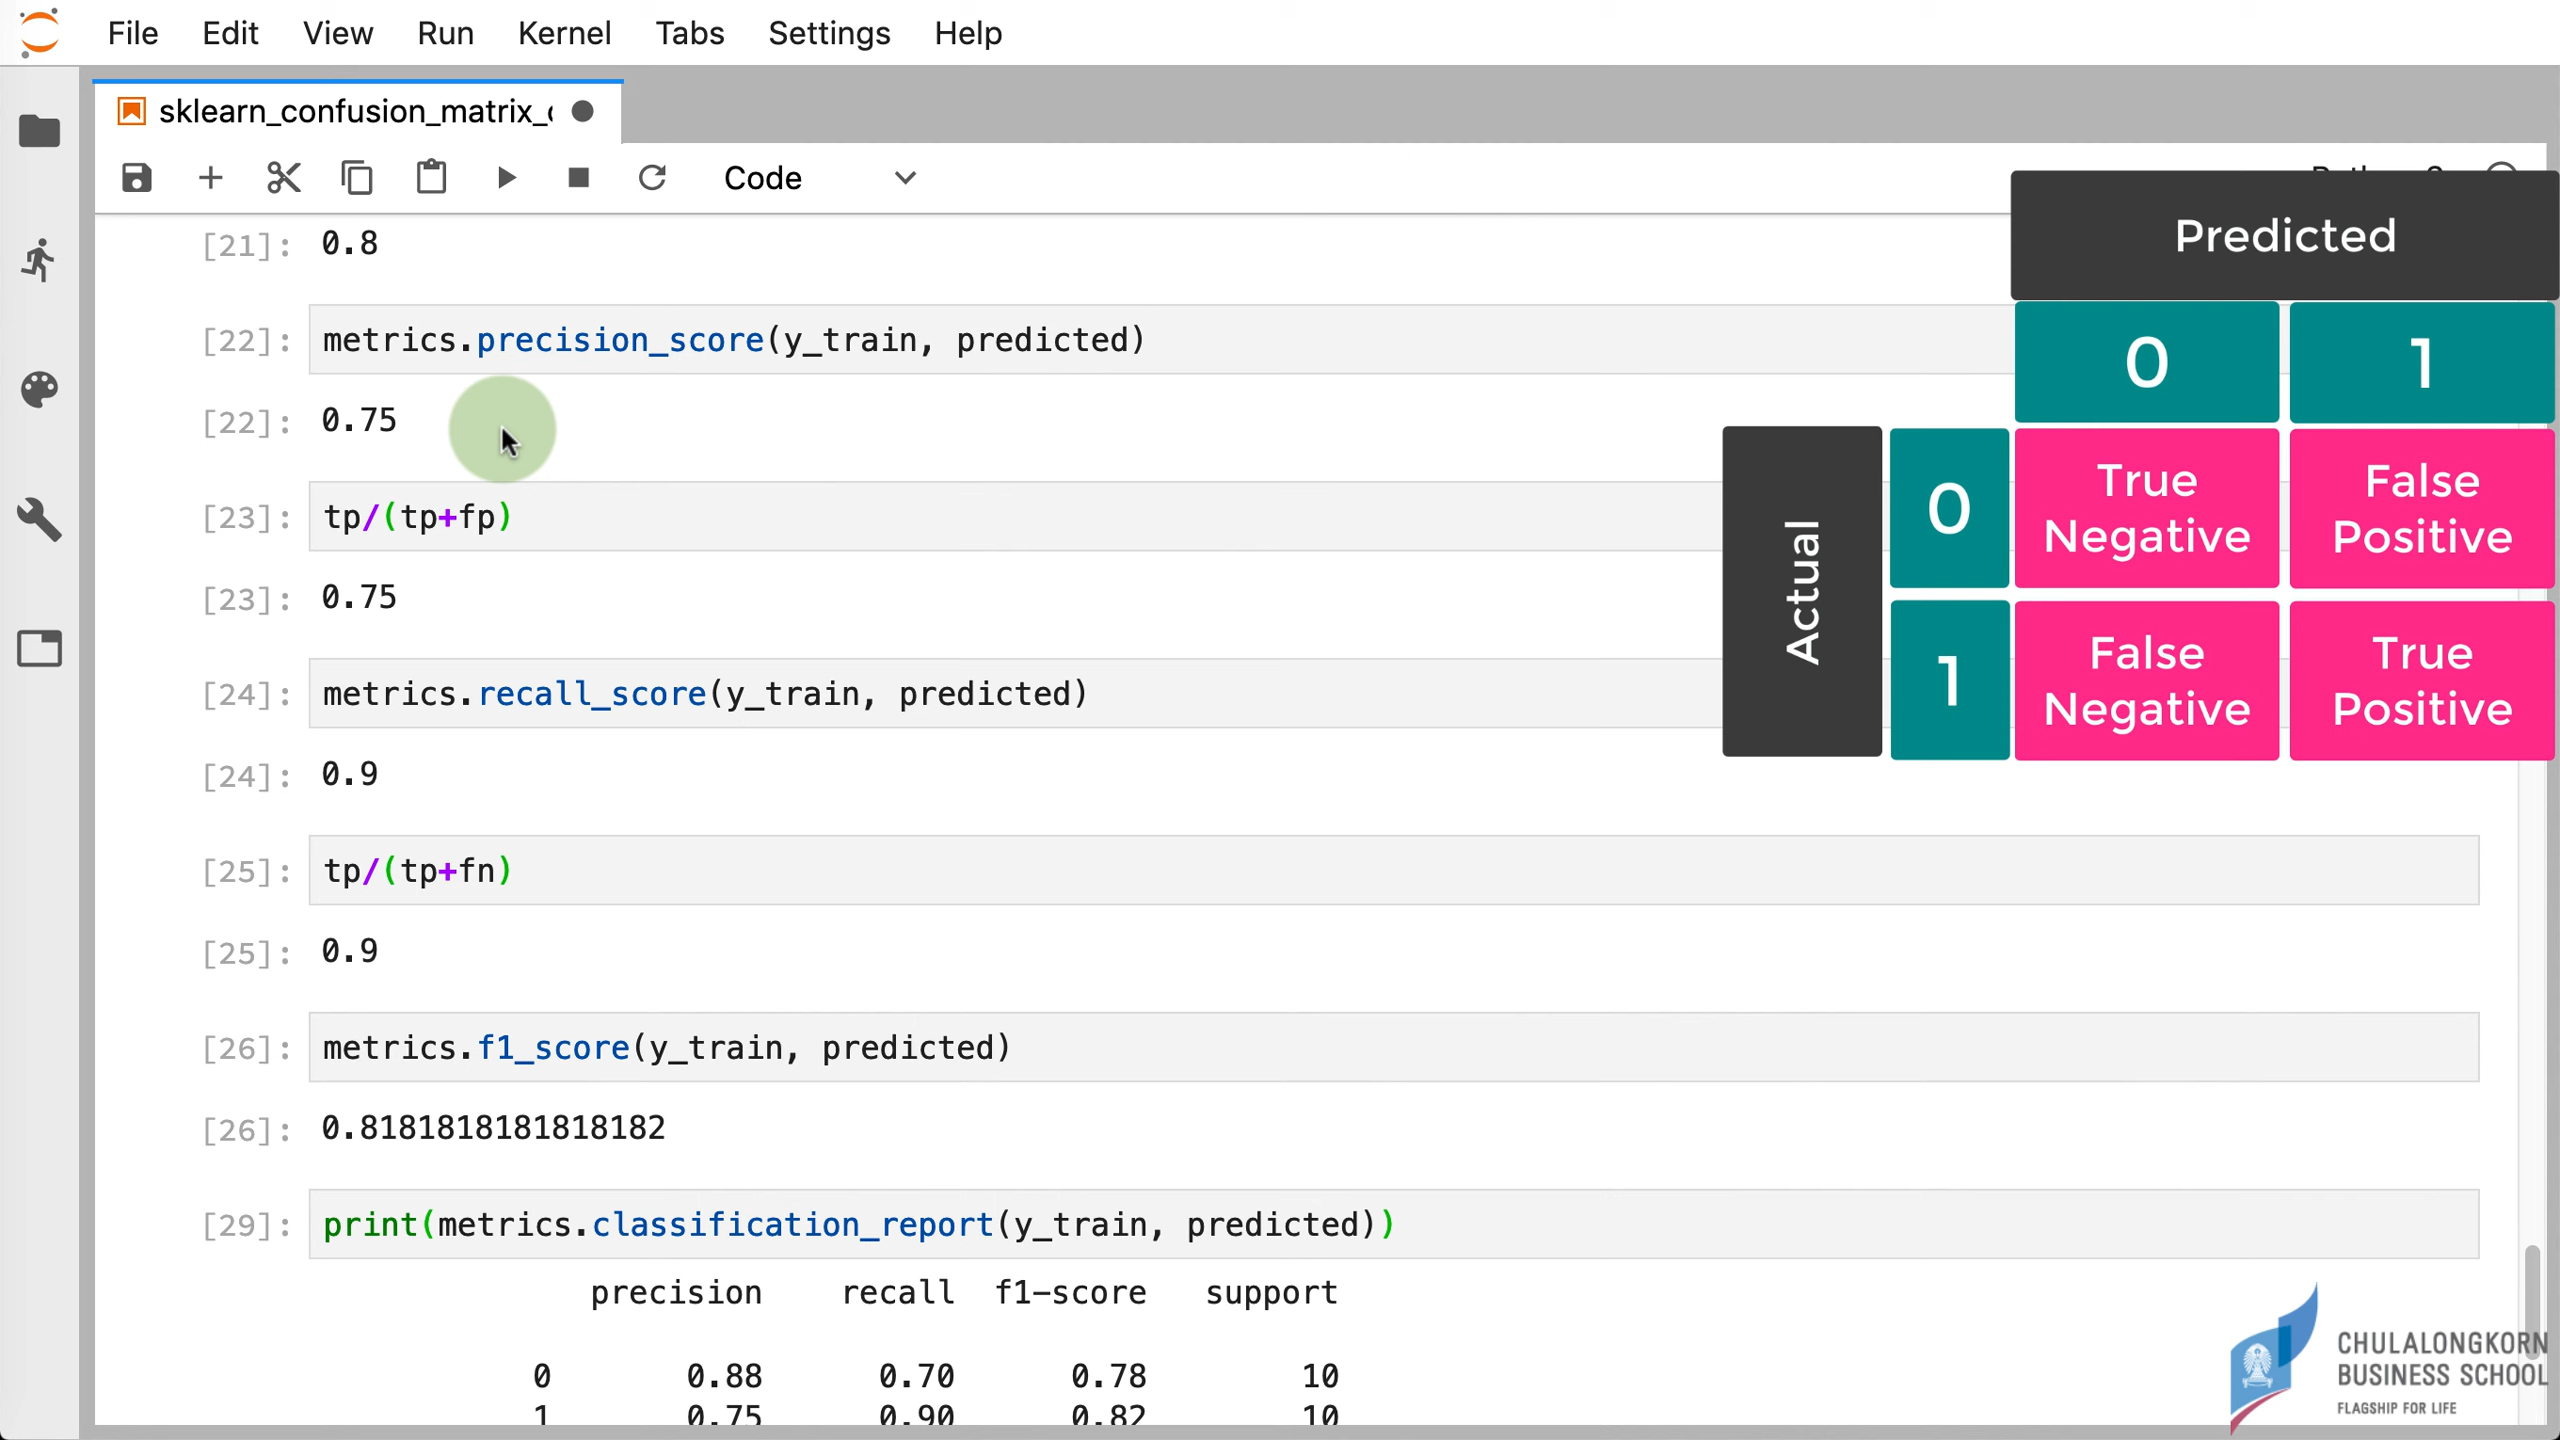 File Edit View Run Kernel Tabs Settings Help
sklearn_confusion_matrix_
Code
[21]: 0.8
[22]: metrics.precision_score(y_train, predicted)
[22]: 0.75
[23]: tp/(tp+fp)
[23]: 0.75
[24]: metrics.recall_score(y_train, predicted)
[24]: 0.9
[25]: tp/(tp+fn)
[25]: 0.9
[26]: metrics.f1_score(y_train, predicted)
[26]: 0.8181818181818182
[29]: print(metrics.classification_report(y_train, predicted))
precision recall f1-score support
0 0.88 0.70 0.78 10
1 0.75 0.90 0.82 10
Predicted
0 1
Actual
0 True Negative False Positive
1 False Negative True Positive
CHULALONGKORN
BUSINESS SCHOOL
FLAGSHIP FOR LIFE